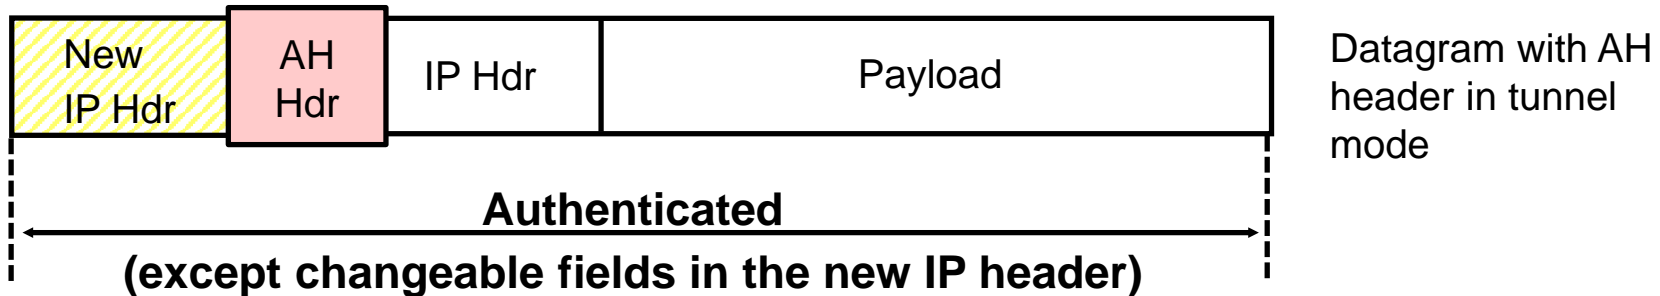 New
IP Hdr
AH
Hdr
IP Hdr
Payload
Datagram with AH
header in tunnel
mode
Authenticated
(except changeable fields in the new IP header)